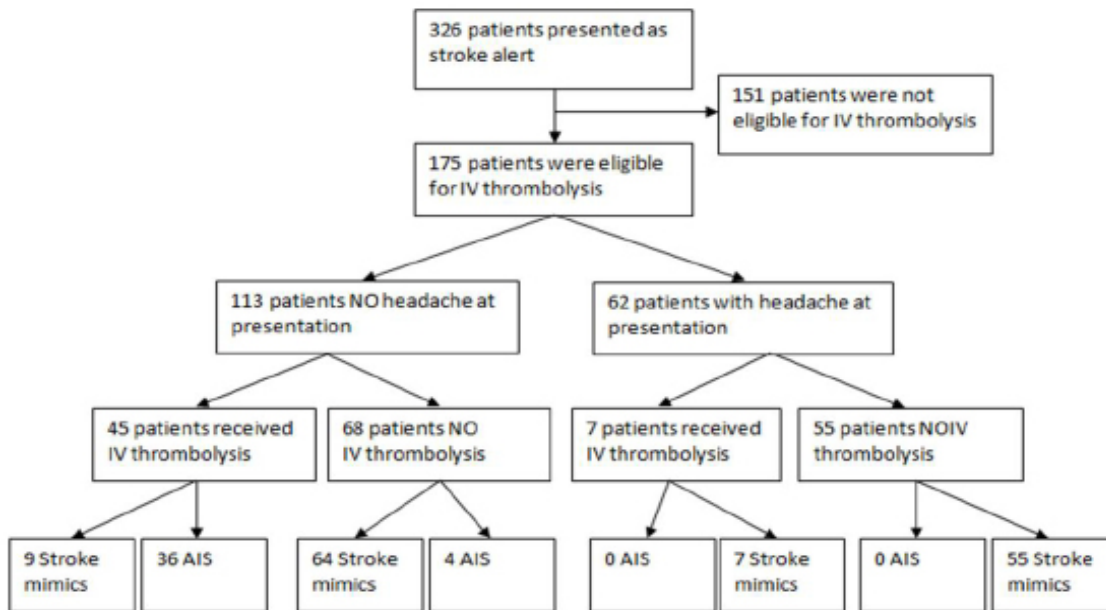 326 patients presented as
stroke alert
151 patients were not
eligible for IV thrombolysis
175 patients were eligible
for IV thrombolysis
113 patients NO headache at
presentation
62 patients with headache at
presentation
45 patients received
IV thrombolysis
68 patients NO
IV thrombolysis
7 patients received
IV thrombolysis
55 patients NOIV
thrombolysis
9 Stroke
mimics
36 AIS
64 Stroke
mimics
4 AIS
0 AIS
7 Stroke
mimics
0 AIS
55 Stroke
mimics